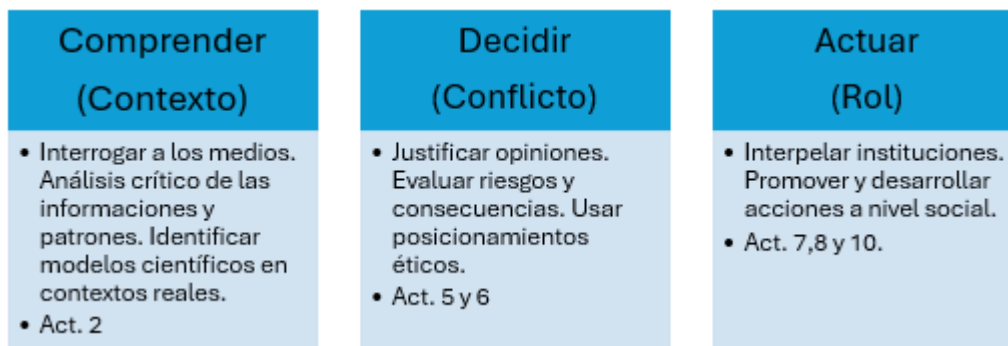 Comprender
(Contexto)
• Interrogar a los medios.
Análisis crítico de las
informaciones y
patrones. Identificar
modelos científicos en
contextos reales.
• Act. 2
Decidir
(Conflicto)
• Justificar opiniones.
Evaluar riesgos y
consecuencias. Usar
posicionamientos
éticos.
• Act. 5 y 6
Actuar
(Rol)
• Interpelar instituciones.
Promover y desarrollar
acciones a nivel social.
• Act. 7,8 y 10.